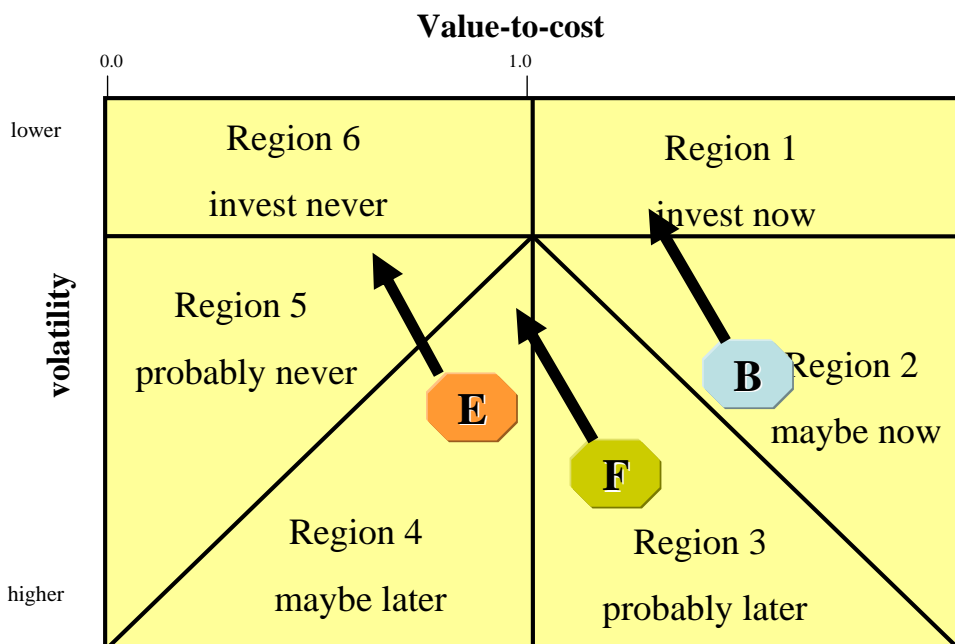 Value-to-cost
0.0
1.0
lower
Region 6
invest never
Region 1
invest now
volatility
Region 5
probably never
E
F
B
Region 2
maybe now
Region 4
maybe later
Region 3
probably later
higher